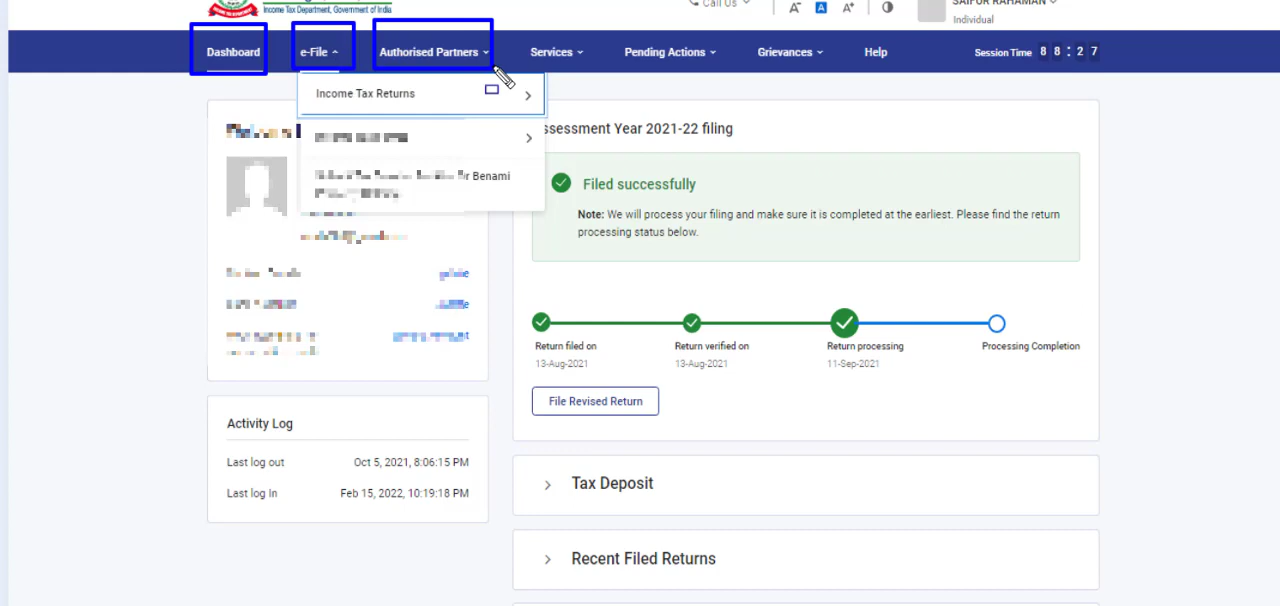 Call Us
Income Tax Department, Government of India
A- A A+
SAIFUR RAHAMAN
Individual
Dashboard e-File Authorised Partners Services Pending Actions Grievances Help Session Time 8 8 : 2 7
Income Tax Returns
r Benami
Assessment Year 2021-22 filing
Filed successfully
Note: We will process your filing and make sure it is completed at the earliest. Please find the return
processing status below.
Return filed on
13-Aug-2021
Return verified on
13-Aug-2021
Return processing
11-Sep-2021
Processing Completion
File Revised Return
Activity Log
Last log out Oct 5, 2021, 8:06:15 PM
Last log In Feb 15, 2022, 10:19:18 PM
Tax Deposit
Recent Filed Returns